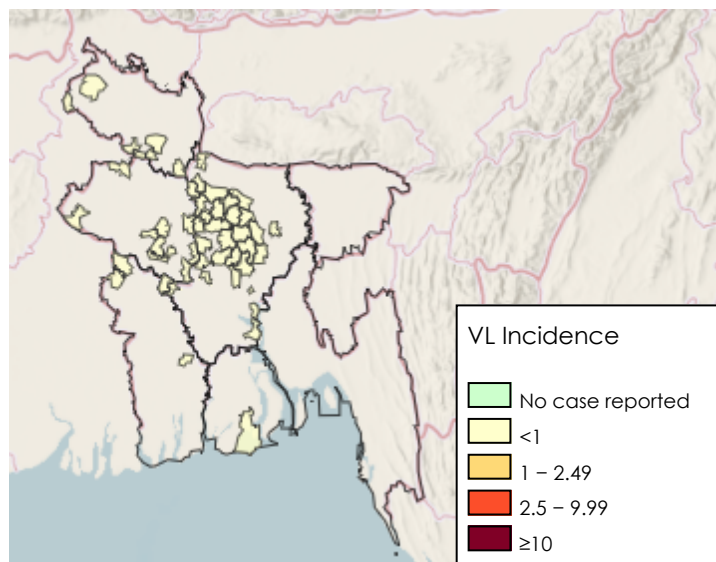 VL Incidence
No case reported
<1
1 – 2.49
2.5 – 9.99
≥10